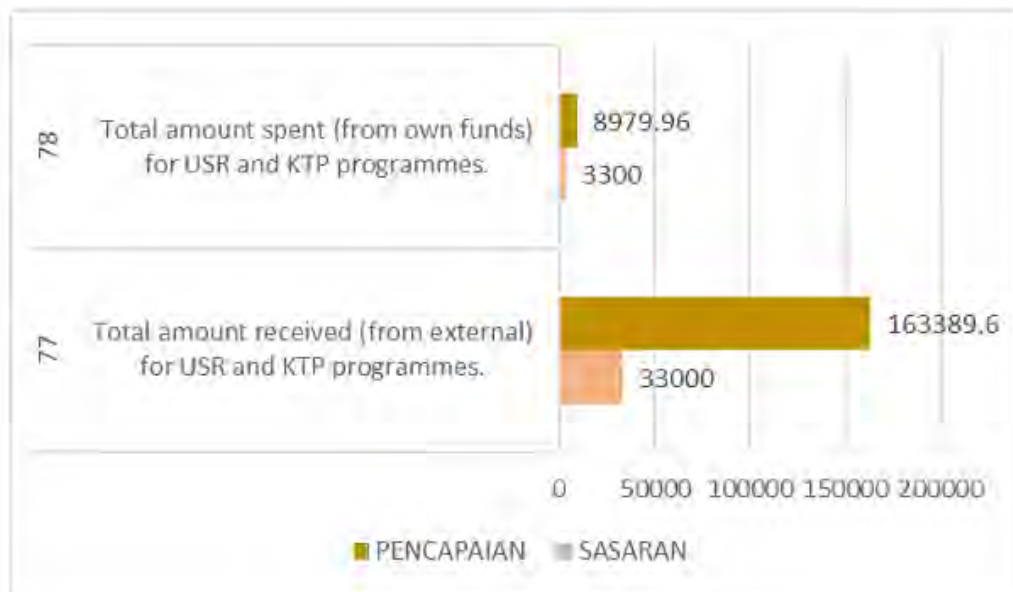 78
Total amount spent (from own funds)
for USR and KTP programmes.
8979.96
3300
77
Total amount received (from external)
for USR and KTP programmes.
163389.6
33000
0 50000 100000 150000 200000
PENCAPAIAN SASARAN